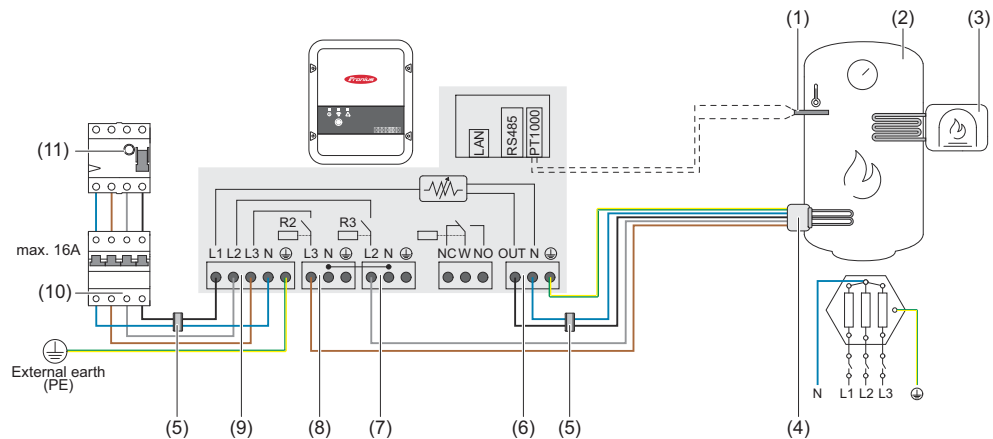 (1)
(2)
(3)
Fronius
(11)
LAN
RS485
PT1000
R2
R3
max. 16A
L1 L2 L3 N
L3 N
L2 N
NC W NO
OUT N
(10)
External earth
(PE)
N
L1 L2 L3
(5)
(9)
(8)
(7)
(6)
(5)
(4)